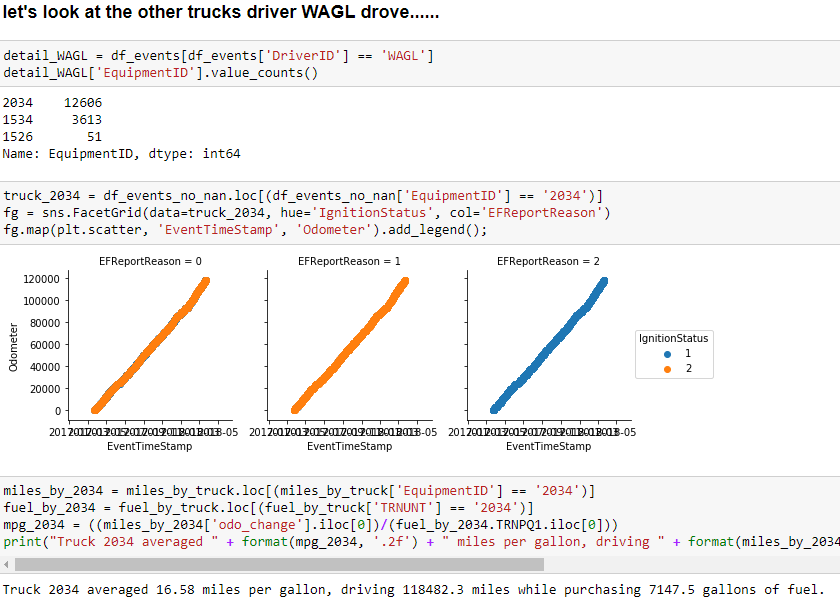 let's look at the other trucks driver WAGL drove......
detail_WAGL = df_events[df_events['DriverID'] == 'WAGL']
detail_WAGL['EquipmentID'].value_counts()
2034    12606
1534     3613
1526       51
Name: EquipmentID, dtype: int64
truck_2034 = df_events_no_nan.loc[(df_events_no_nan['EquipmentID'] == '2034')]
fg = sns.FacetGrid(data=truck_2034, hue='IgnitionStatus', col='EFReportReason')
fg.map(plt.scatter, 'EventTimeStamp', 'Odometer').add_legend();
EFReportReason = 0
EFReportReason = 1
EFReportReason = 2
120000
100000
80000
60000
40000
20000
0
Odometer
EventTimeStamp
EventTimeStamp
EventTimeStamp
IgnitionStatus
1
2
miles_by_2034 = miles_by_truck.loc[(miles_by_truck['EquipmentID'] == '2034')]
fuel_by_2034 = fuel_by_truck.loc[(fuel_by_truck['TRNUNT'] == '2034')]
mpg_2034 = ((miles_by_2034['odo_change'].iloc[0])/(fuel_by_2034.TRNPQ1.iloc[0]))
print("Truck 2034 averaged " + format(mpg_2034, '.2f') + " miles per gallon, driving " + format(miles_by_2034
Truck 2034 averaged 16.58 miles per gallon, driving 118482.3 miles while purchasing 7147.5 gallons of fuel.